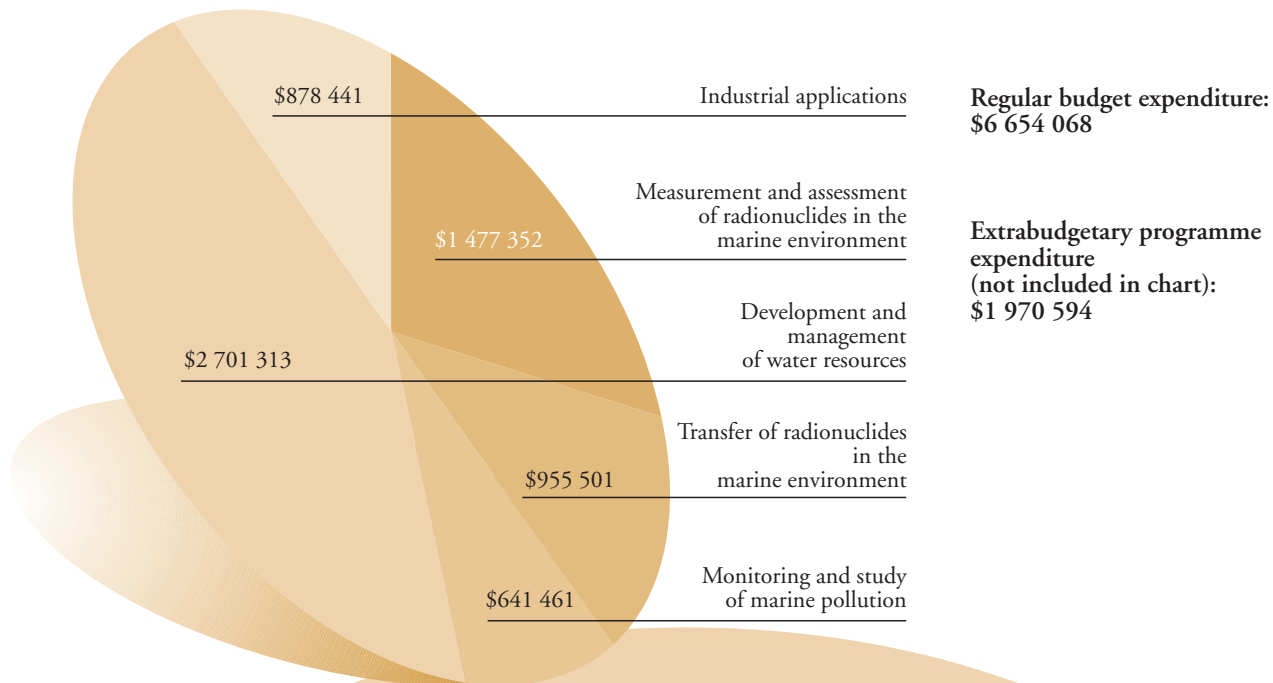 $878 441
Industrial applications
Measurement and assessment
of radionuclides in the
marine environment
$1 477 352
Development and
management
of water resources
$2 701 313
Transfer of radionuclides
in the
marine environment
$955 501
Monitoring and study
of marine pollution
$641 461
Regular budget expenditure:
$6 654 068
Extrabudgetary programme
expenditure
(not included in chart):
$1 970 594